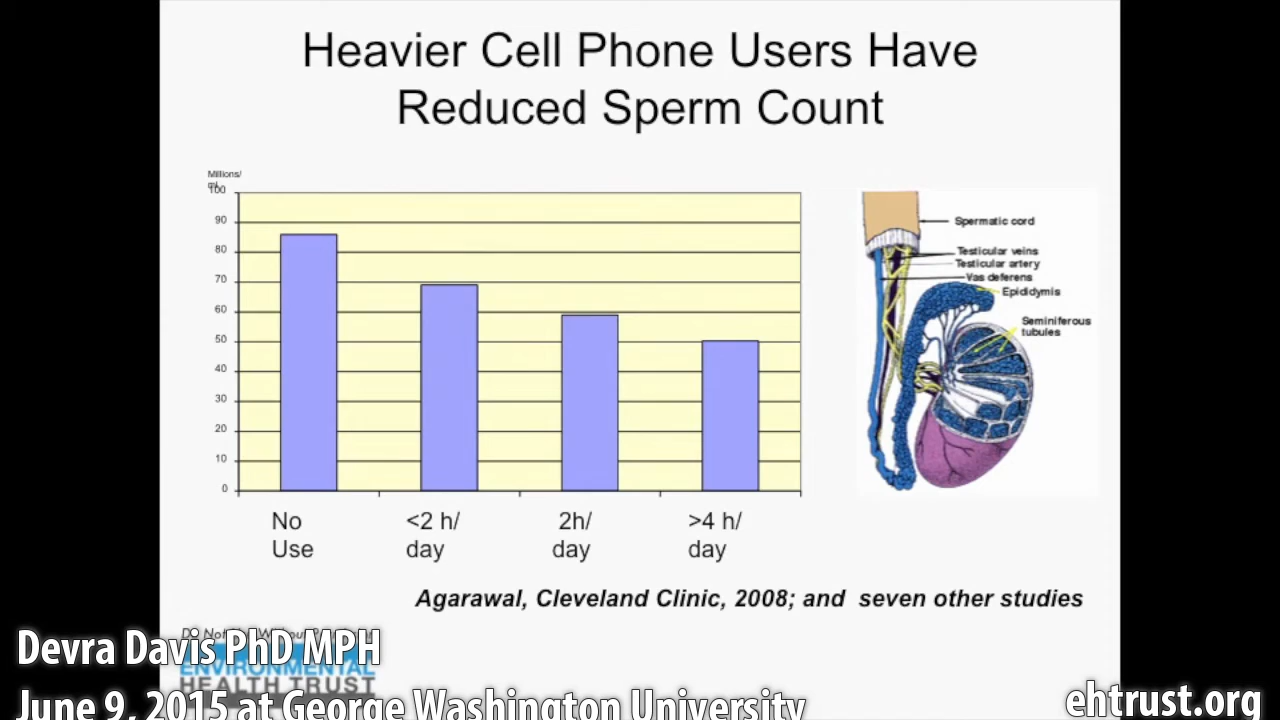 Heavier Cell Phone Users Have
Reduced Sperm Count
Millions/
100
90
80
70
60
50
40
30
20
10
0
No
Use
<2 h/
day
2h/
day
>4 h/
day
Spermatic cord
Testicular veins
Testicular artery
Vas deferens
Epididymis
Seminiferous
tubules
Agarawal, Cleveland Clinic, 2008; and seven other studies
Devra Davis PhD MPH
ENVIRONMENTAL
HEALTH TRUST
June 9, 2015 at George Washington University
ehtrust.org